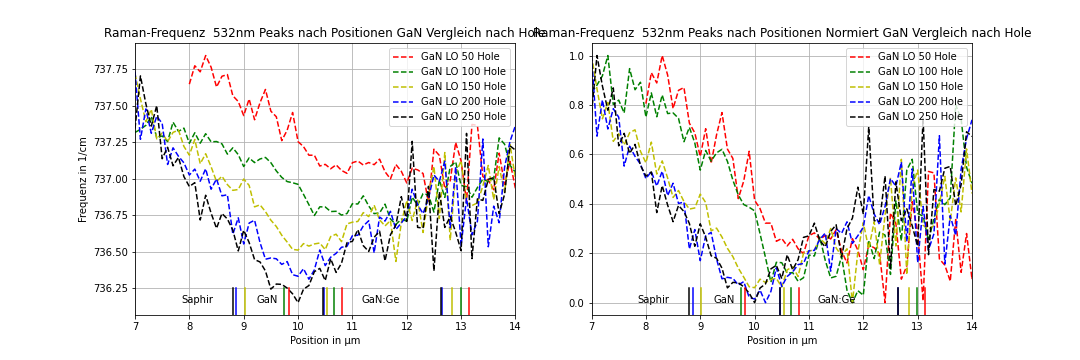 Raman-Frequenz  532nm Peaks nach Positionen GaN Vergleich nach Hole
737.75
737.50
737.25
737.00
736.75
736.50
736.25
Frequenz in 1/cm
GaN LO 50 Hole
GaN LO 100 Hole
GaN LO 150 Hole
GaN LO 200 Hole
GaN LO 250 Hole
Saphir
GaN
GaN:Ge
7
8
9
10
11
12
13
14
Position in µm
Raman-Frequenz  532nm Peaks nach Positionen Normiert GaN Vergleich nach Hole
1.0
0.8
0.6
0.4
0.2
0.0
GaN LO 50 Hole
GaN LO 100 Hole
GaN LO 150 Hole
GaN LO 200 Hole
GaN LO 250 Hole
Saphir
GaN
GaN:Ge
7
8
9
10
11
12
13
14
Position in µm